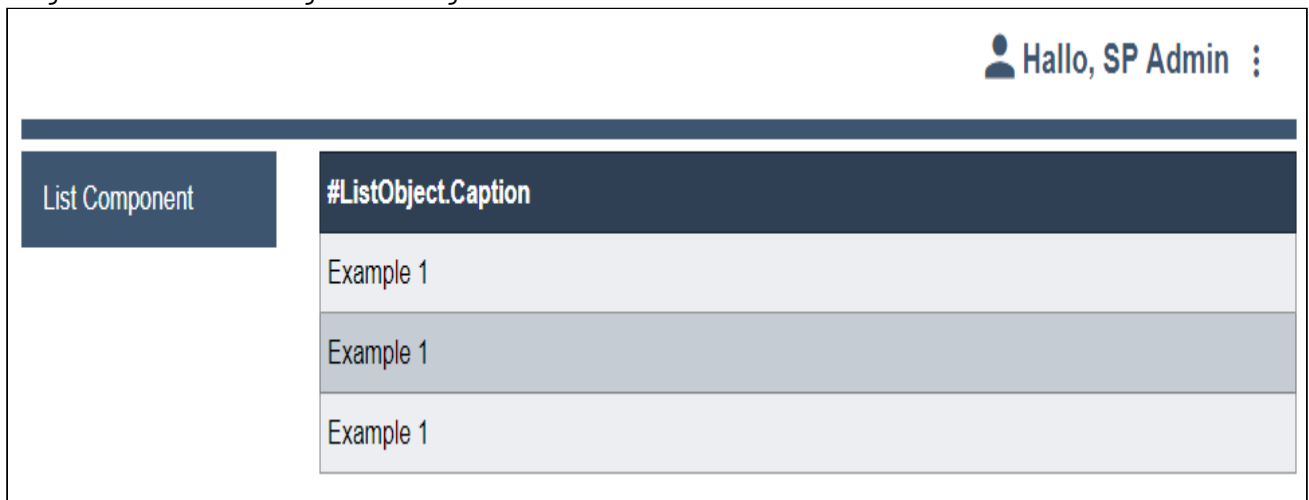 Hallo, SP Admin
List Component
#ListObject.Caption
Example 1
Example 1
Example 1